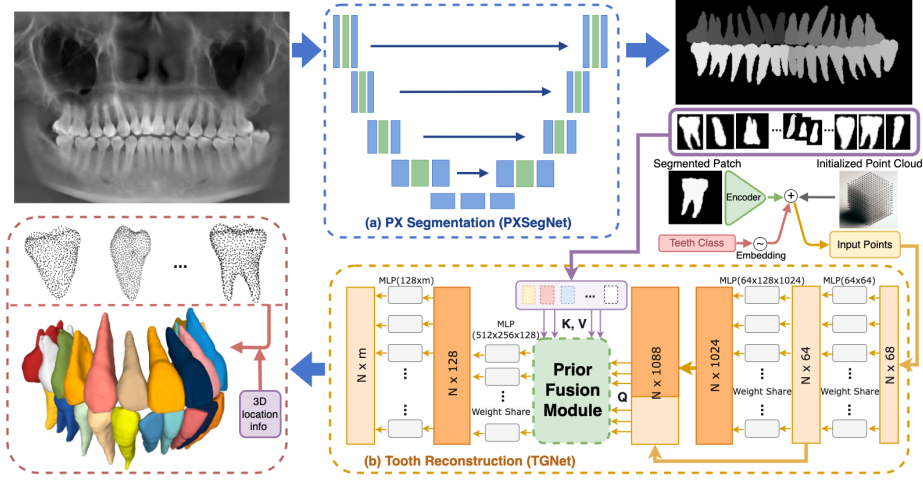 (a) PX Segmentation (PXSegNet)
...
...
Segmented Patch
Initialized Point Cloud
Encoder
+
Teeth Class
~
Embedding
Input Points
...
3D
location
info
MLP(128xm)
MLP
(512x256x128)
...
K, V
MLP(64x128x1024)
MLP(64x64)
N x m
N x 128
Prior
Fusion
Module
Q
N x 1088
N x 1024
N x 64
N x 68
Weight Share
Weight Share
Weight Share
(b) Tooth Reconstruction (TGNet)